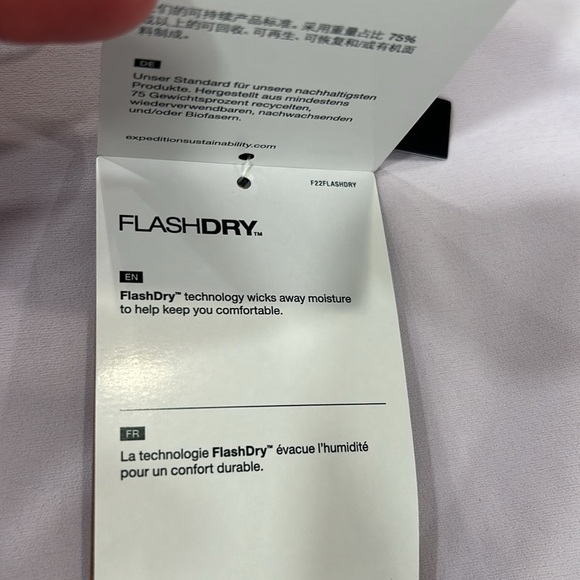 们的可持续产品标准。采用重量占比 75%
或以上的可回收、可再生、可恢复和/或有机面
料制成。
DE
Unser Standard für unsere nachhaltigsten
Produkte. Hergestellt aus mindestens
75 Gewichtsprozent recycelten,
wiederverwendbaren, nachwachsenden
und/oder Biofasern.
expeditionsustainability.com
F22FLASHDRY
FLASHDRY™
EN
FlashDry™ technology wicks away moisture
to help keep you comfortable.
FR
La technologie FlashDry™ évacue l'humidité
pour un confort durable.